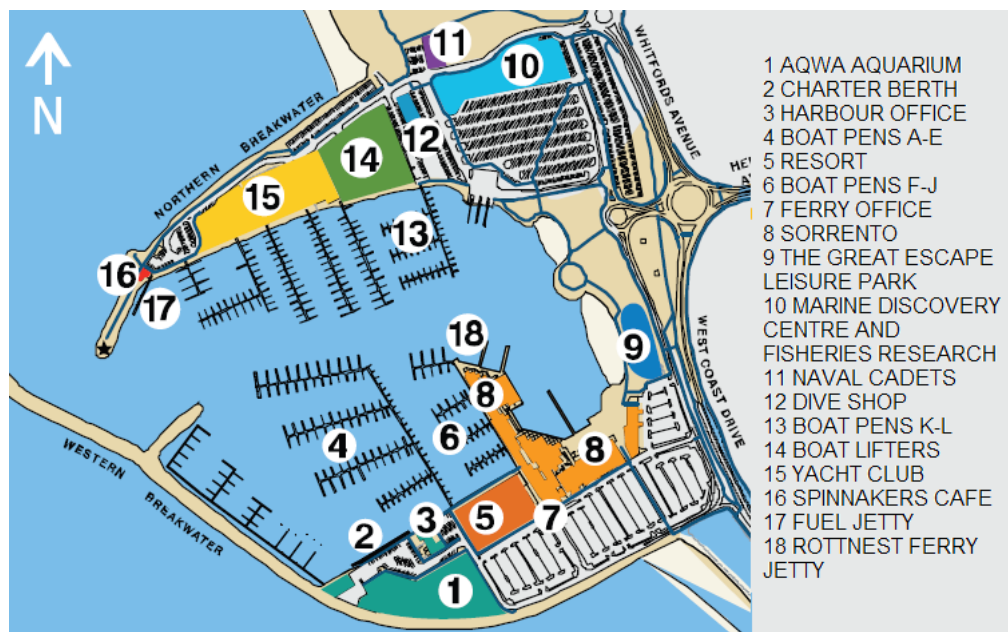 N
NORTHERN BREAKWATER
WHITFORDS AVENUE
WEST COAST DRIVE
WESTERN BREAKWATER
11
10
12
14
15
13
16
17
18
9
8
4
6
8
5
7
3
2
1
1 AQWA AQUARIUM
2 CHARTER BERTH
3 HARBOUR OFFICE
4 BOAT PENS A-E
5 RESORT
6 BOAT PENS F-J
7 FERRY OFFICE
8 SORRENTO
9 THE GREAT ESCAPE
LEISURE PARK
10 MARINE DISCOVERY
CENTRE AND
FISHERIES RESEARCH
11 NAVAL CADETS
12 DIVE SHOP
13 BOAT PENS K-L
14 BOAT LIFTERS
15 YACHT CLUB
16 SPINNAKERS CAFE
17 FUEL JETTY
18 ROTTNEST FERRY
JETTY